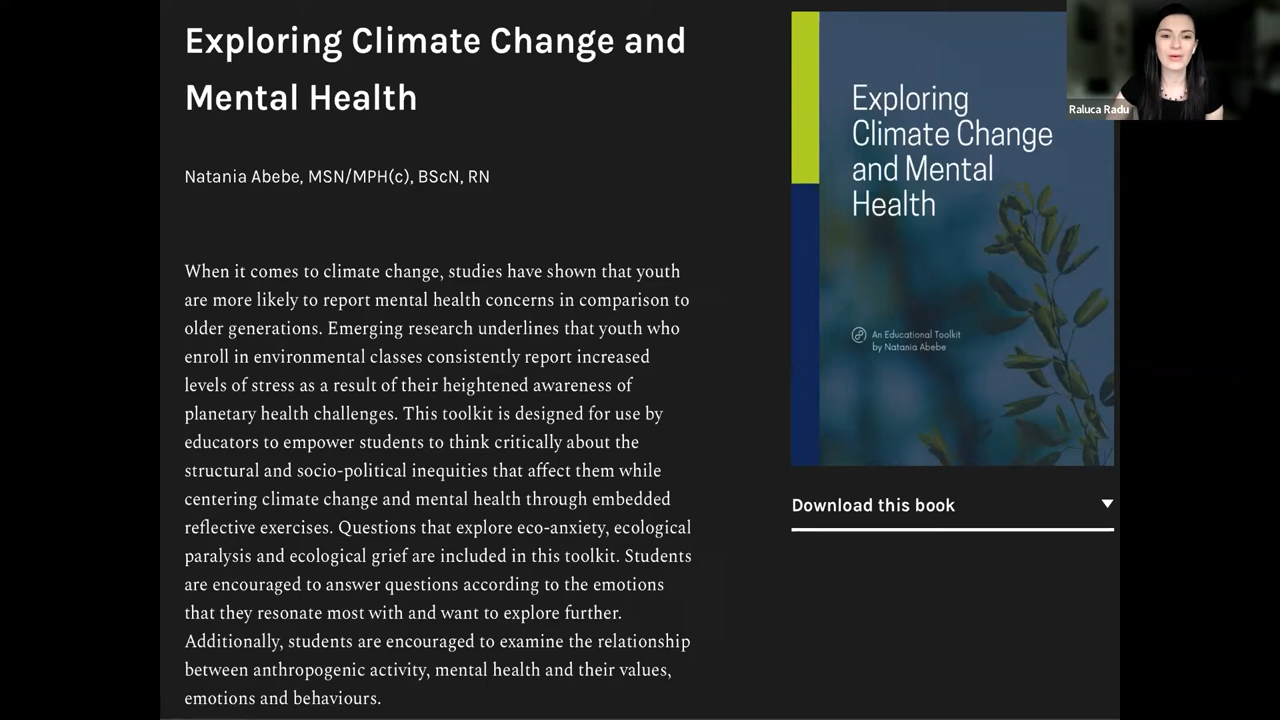 Exploring Climate Change and
Mental Health
Natania Abebe, MSN/MPH(c), BScN, RN
When it comes to climate change, studies have shown that youth
are more likely to report mental health concerns in comparison to
older generations. Emerging research underlines that youth who
enroll in environmental classes consistently report increased
levels of stress as a result of their heightened awareness of
planetary health challenges. This toolkit is designed for use by
educators to empower students to think critically about the
structural and socio-political inequities that affect them while
centering climate change and mental health through embedded
reflective exercises. Questions that explore eco-anxiety, ecological
paralysis and ecological grief are included in this toolkit. Students
are encouraged to answer questions according to the emotions
that they resonate most with and want to explore further.
Additionally, students are encouraged to examine the relationship
between anthropogenic activity, mental health and their values,
emotions and behaviours.
Exploring
Climate Change
and Mental
Health
An Educational Toolkit
by Natania Abebe
Download this book
Raluca Radu